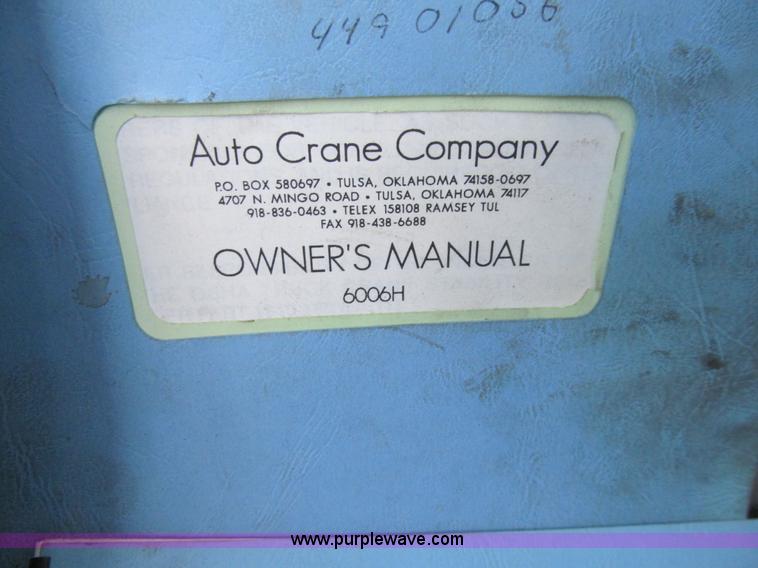 449 01056
Auto Crane Company
P.O. BOX 580697 • TULSA, OKLAHOMA 74158-0697
4707 N. MINGO ROAD • TULSA, OKLAHOMA 74117
918-836-0463 • TELEX 158108 RAMSEY TUL
FAX 918-438-6688
OWNER'S MANUAL
6006H
www.purplewave.com